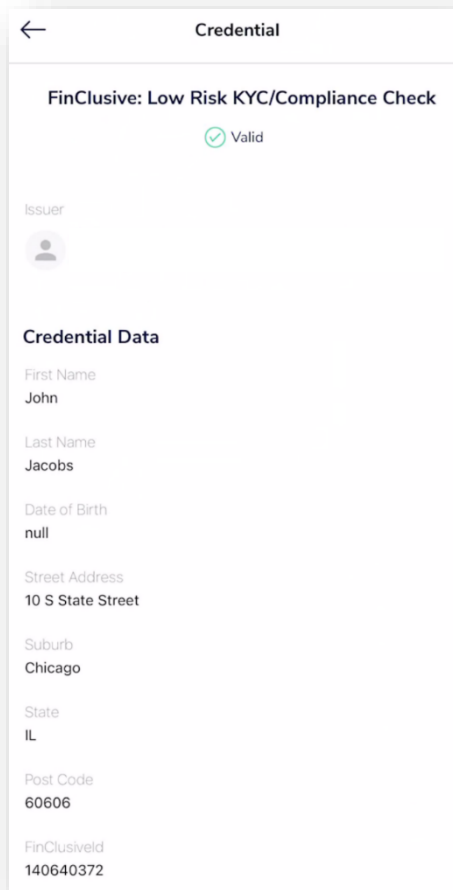 Credential
FinClusive: Low Risk KYC/Compliance Check
Valid
Issuer
Credential Data
First Name
John
Last Name
Jacobs
Date of Birth
null
Street Address
10 S State Street
Suburb
Chicago
State
IL
Post Code
60606
FinClusiveId
140640372